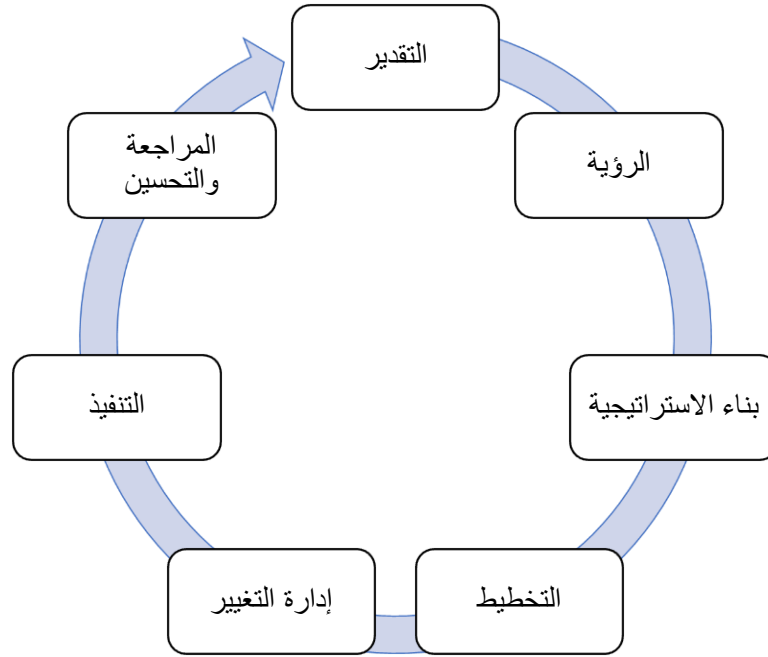 التقدير
الرؤية
بناء الاستراتيجية
التخطيط
إدارة التغيير
التنفيذ
المراجعة
والتحسين